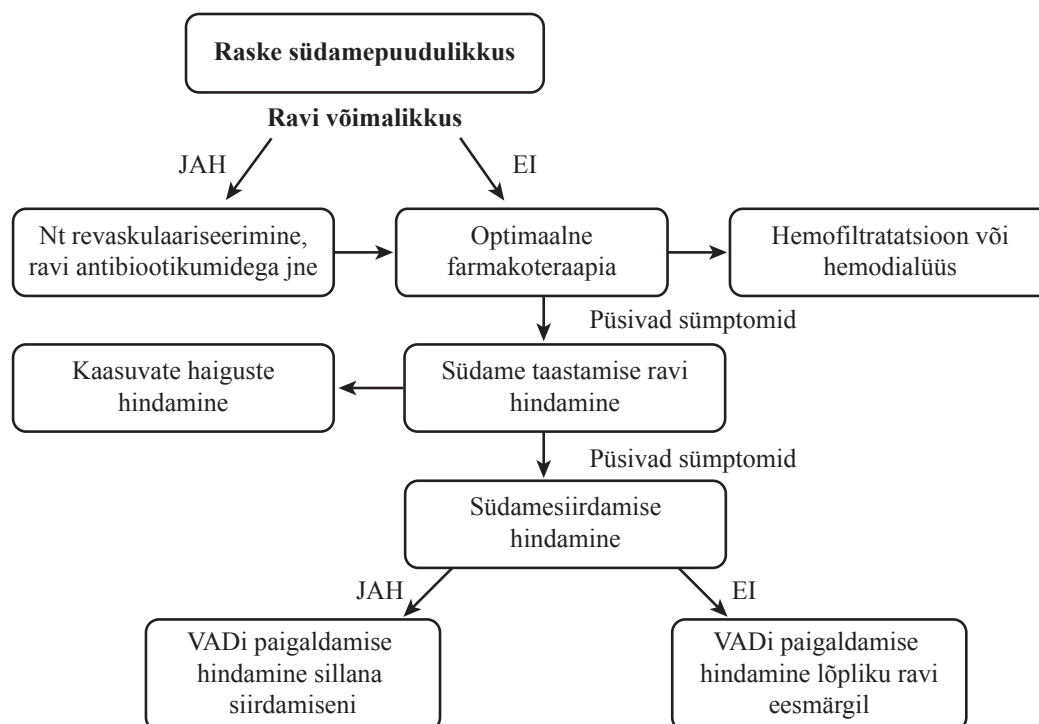 Raske südamepuudulikkus
Ravi võimalikkus
JAH
EI
Nt revaskulaariseerimine,
ravi antibiootikumidega jne
Optimaalne
farmakoteraapia
Hemofiltratatsioon või
hemodialüüs
Püsivad sümptomid
Kaasuvate haiguste
hindamine
Südame taastamise ravi
hindamine
Püsivad sümptomid
Südamesiirdamise
hindamine
JAH
EI
VADi paigaldamise
hindamine sillana
siirdamiseni
VADi paigaldamise
hindamine lõpliku ravi
eesmärgil